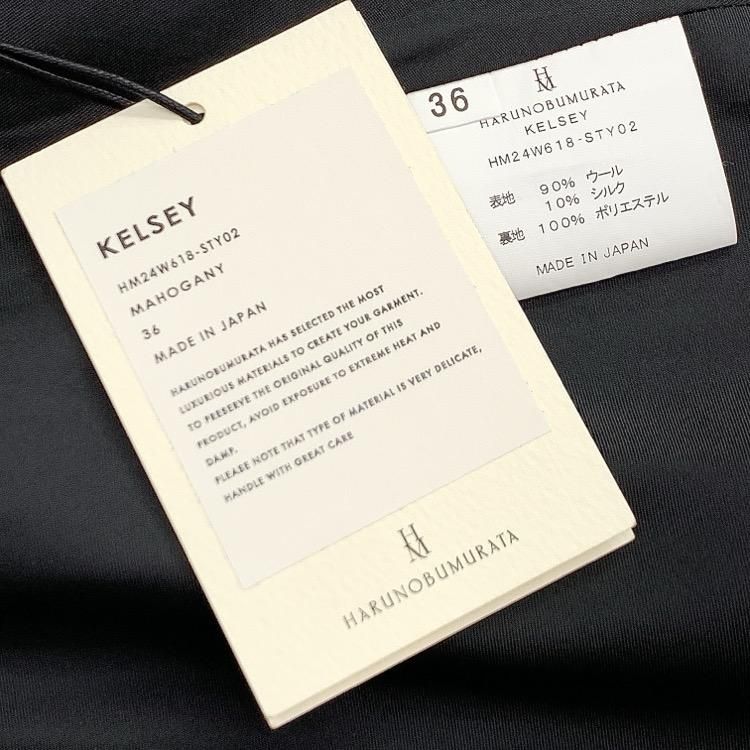 KELSEY
HM24W618-STY02
MAHOGANY
36
MADE IN JAPAN
HARUNOBUMURATA HAS SELECTED THE MOST
LUXURIOUS MATERIALS TO CREATE YOUR GARMENT.
TO PRESERVE THE ORIGINAL QUALITY OF THIS
PRODUCT, AVOID EXPOSURE TO EXTREME HEAT AND
DAMP.
PLEASE NOTE THAT TYPE OF MATERIAL IS VERY DELICATE,
HANDLE WITH GREAT CARE
HM
HARUNOBUMURATA
36
HM
HARUNOBUMURATA
KELSEY
HM24W618-STY02
表地 90% ウール
10% シルク
裏地 100% ポリエステル
MADE IN JAPAN